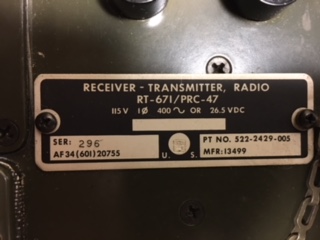 RECEIVER - TRANSMITTER, RADIO
RT-671/PRC-47
115 V 1Ø 400 ~ OR 26.5 VDC
SER: 296 PT NO. 522-2429-005
AF34(601)20755 U. S. MFR: 13499